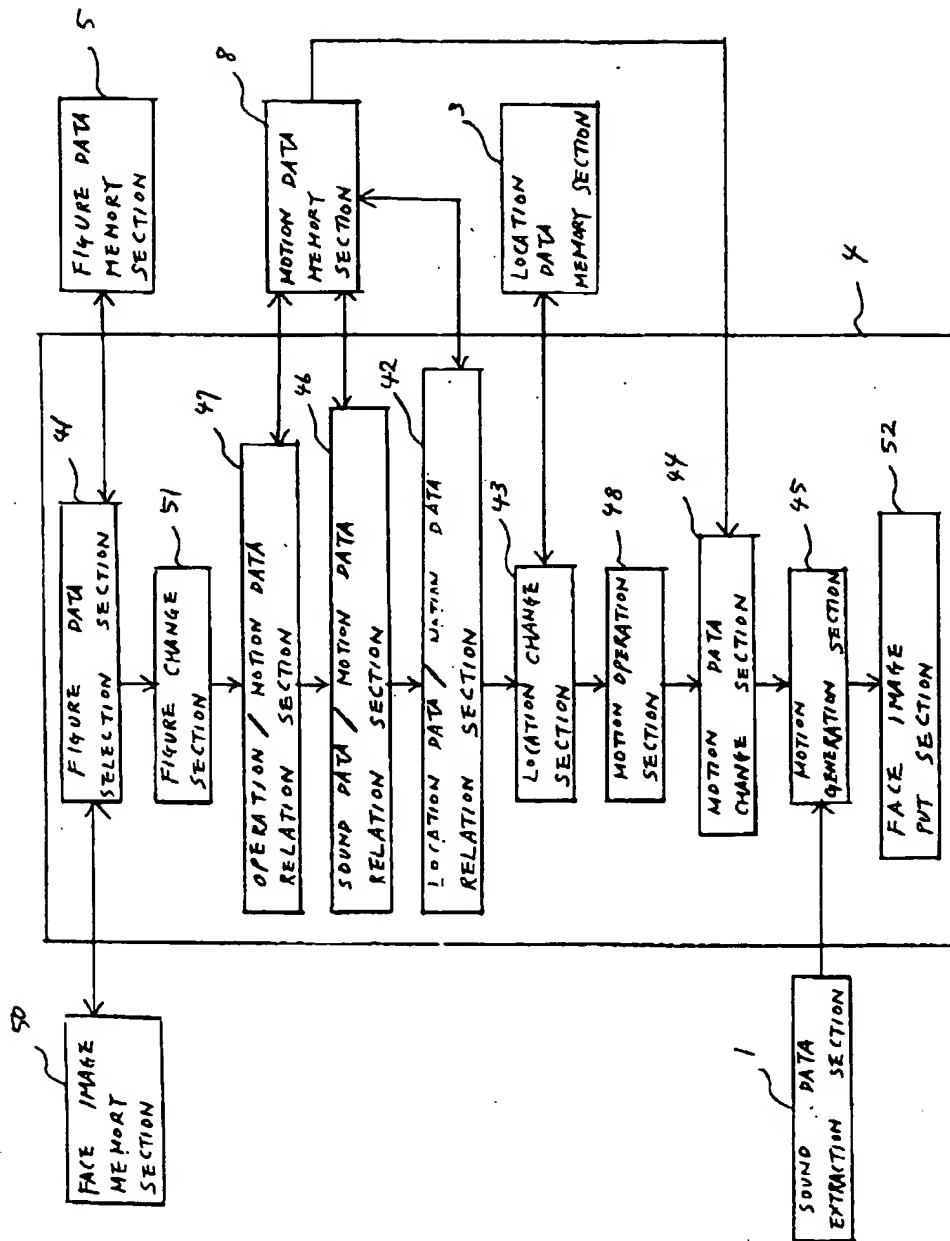 5
FIGURE DATA
MEMORY
SECTION
8
MOTION DATA
MEMORY
SECTION
3
LOCATION
DATA
MEMORY SECTION
4
41
FIGURE DATA
SELECTION SECTION
51
FIGURE CHANGE
SECTION
47
OPERATION / MOTION DATA
RELATION SECTION
46
SOUND DATA / MOTION DATA
RELATION SECTION
42
LOCATION DATA / MOTION DATA
RELATION SECTION
43
LOCATION CHANGE
SECTION
48
MOTION OPERATION
SECTION
44
MOTION DATA
CHANGE SECTION
45
MOTION
GENERATION SECTION
52
FACE IMAGE
PUT SECTION
50
FACE IMAGE
MEMORY
SECTION
1
SOUND DATA
EXTRACTION SECTION